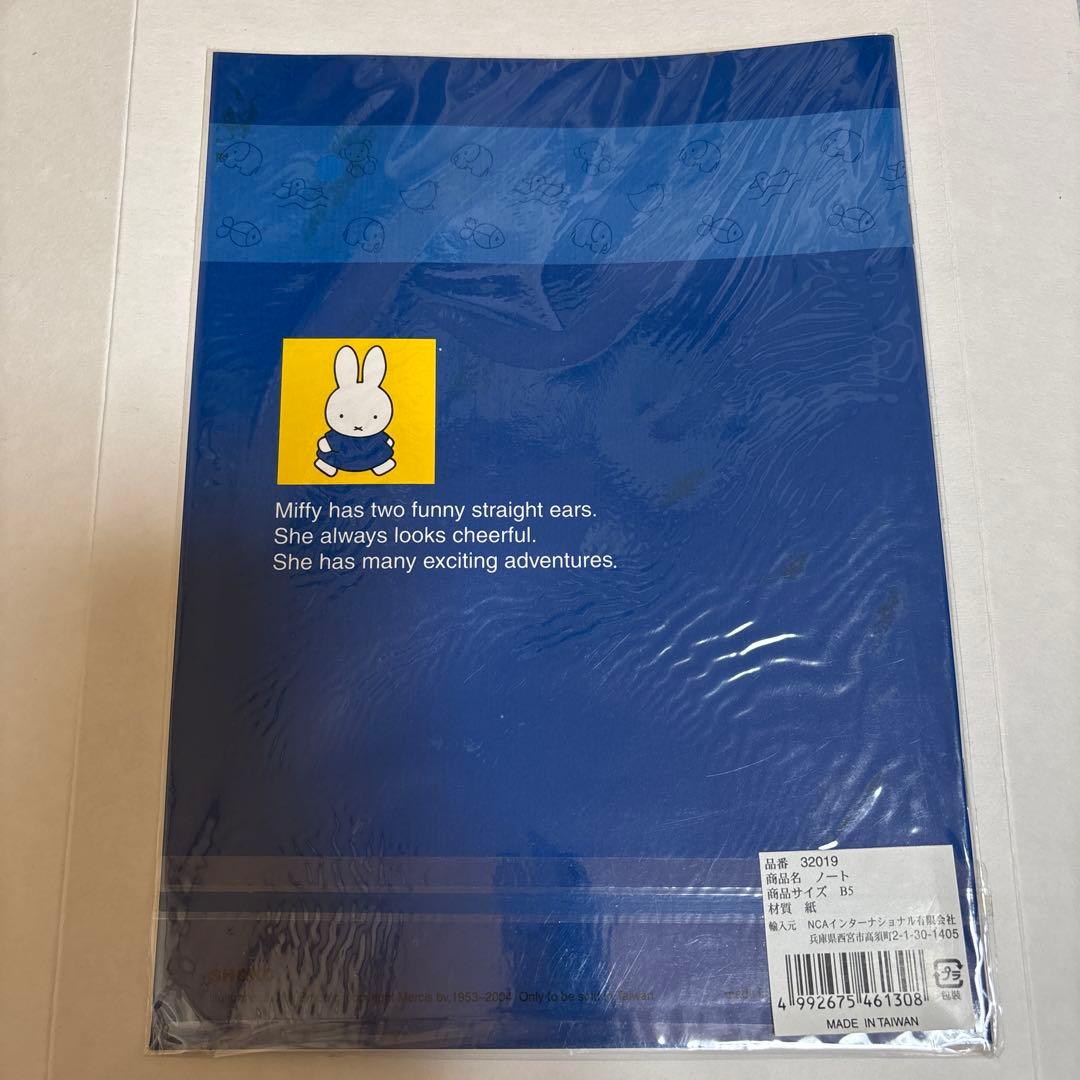 Miffy has two funny straight ears.
She always looks cheerful.
She has many exciting adventures.
品番 32019
商品名 ノート
商品サイズ B5
材質 紙
輸入元 NCAインターナショナル有限会社
兵庫県西宮市高須町2-1-30-1405
プラ
包装
4 992675 461308
MADE IN TAIWAN
Mercis bv,1953-2004 Only to be sold in Taiwan